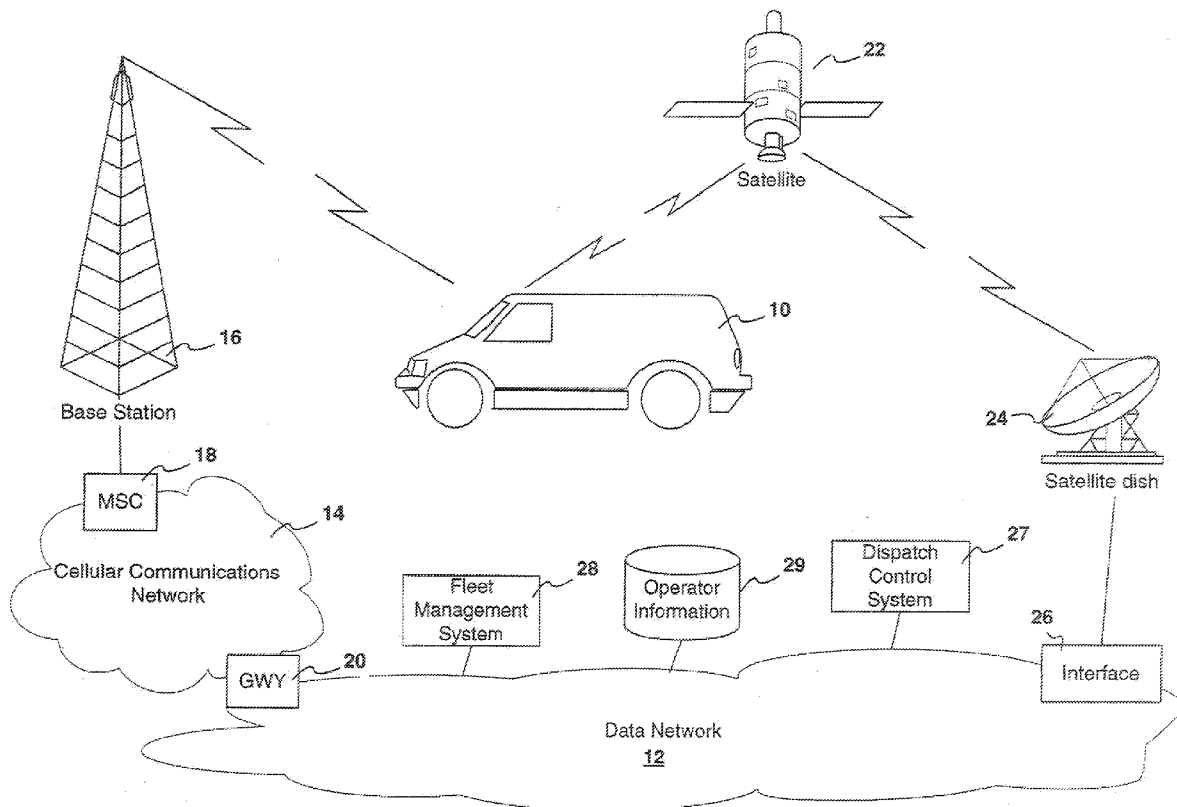 22
Satellite
10
16
Base Station
24
Satellite dish
18
MSC
14
Cellular Communications
Network
Fleet
Management
System
28
Operator
Information
29
Dispatch
Control
System
27
26
Interface
GWY
20
Data Network
12